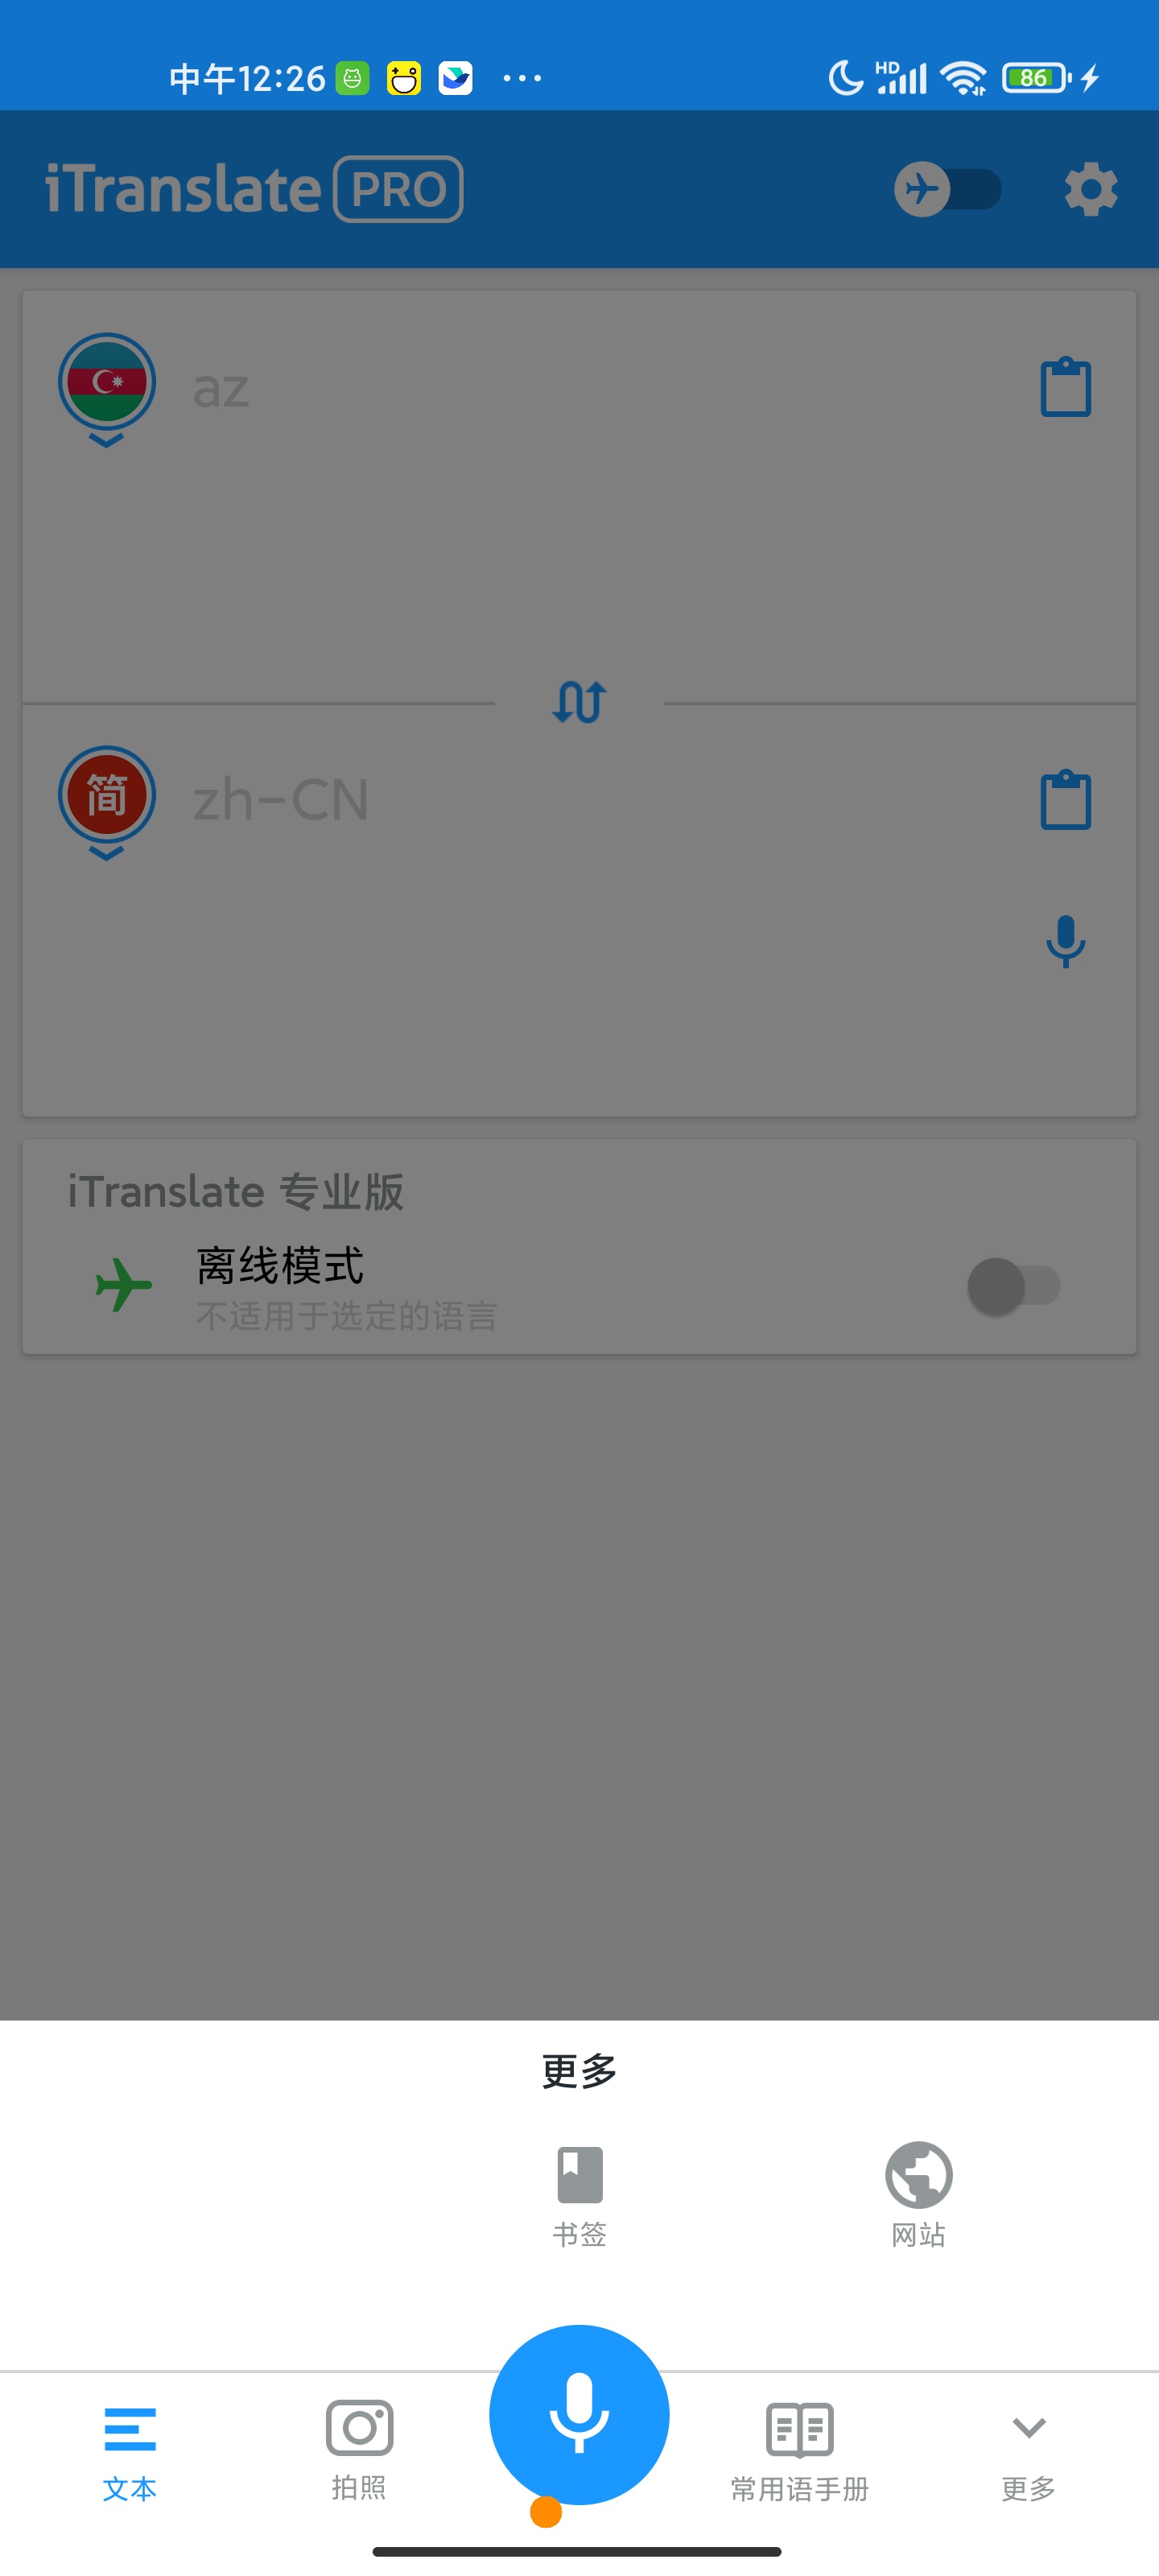 中午12:26
HD
86
iTranslate PRO
az
简
zh-CN
iTranslate 专业版
离线模式
不适用于选定的语言
更多
书签
网站
文本
拍照
常用语手册
更多